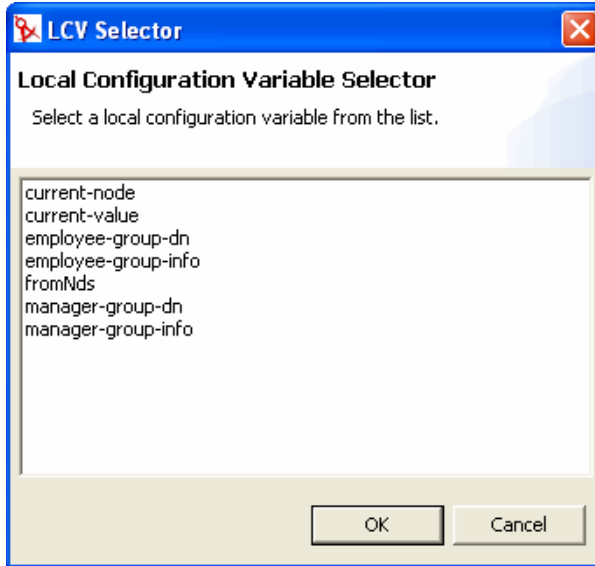 LCV Selector
Local Configuration Variable Selector
Select a local configuration variable from the list.
current-node
current-value
employee-group-dn
employee-group-info
fromNds
manager-group-dn
manager-group-info
OK
Cancel